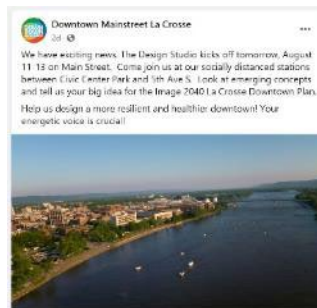 Downtown Mainstreet La Crosse
2d
We have exciting news. The Design Studio kicks off tomorrow, August
11-13 on Main Street. Come join us at our socially distanced stations
between Civic Center Park and 5th Ave S. Look at emerging concepts
and tell us your big idea for the Image 2040 La Crosse Downtown Plan.
Help us design a more resilient and healthier downtown! Your
energetic voice is crucial!